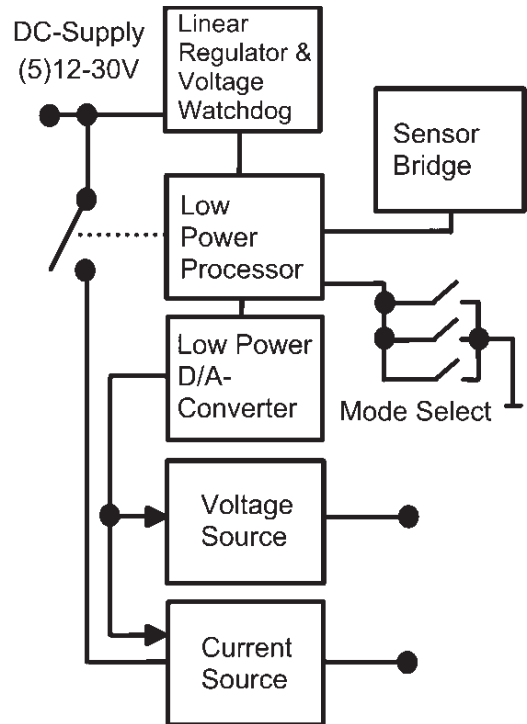 DC-Supply
(5)12-30V
Linear
Regulator &
Voltage
Watchdog
Sensor
Bridge
Low
Power
Processor
Low Power
D/A-
Converter
Mode Select
Voltage
Source
Current
Source